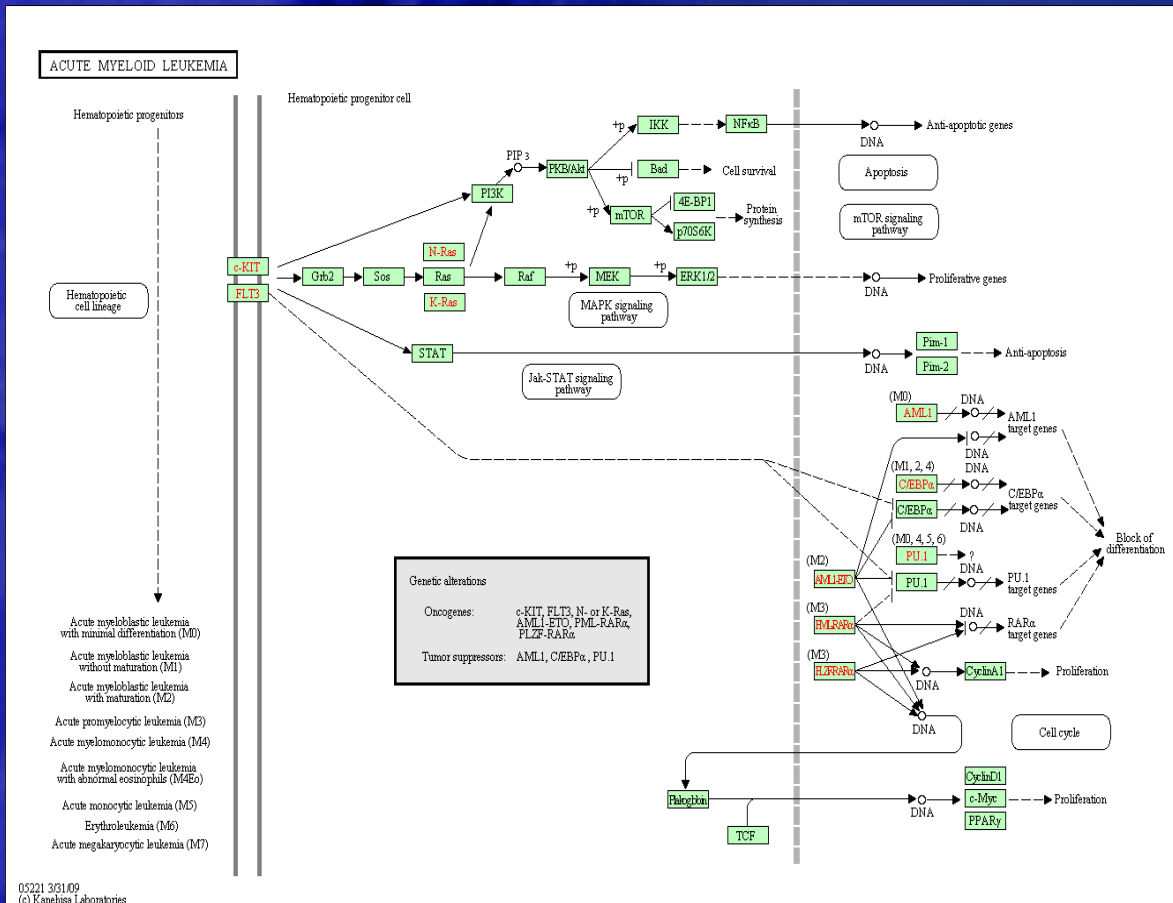 ACUTE MYELOID LEUKEMIA
Hematopoietic progenitors
Hematopoietic progenitor cell
+p
IKK
NFκB
DNA
Anti-apoptotic genes
PIP 3
PKB/Akt
+p
Bad
Cell survival
Apoptosis
PI3K
+p
mTOR
4E-BP1
p70S6K
Protein
synthesis
mTOR signaling
pathway
c-KIT
FLT3
Grb2
Sos
N-Ras
Ras
K-Ras
Raf
+p
MEK
+p
ERK1/2
DNA
Proliferative genes
MAPK signaling
pathway
Hematopoietic
cell lineage
STAT
DNA
Pim-1
Pim-2
Anti-apoptosis
Jak-STAT signaling
pathway
(M0)
AML1
DNA
AML1
target genes
DNA
(M1, 2, 4)
C/EBPα
DNA
C/EBPα
target genes
C/EBPα
DNA
(M0, 4, 5, 6)
PU.1
?
(M2)
AML1-ETO
PU.1
DNA
PU.1
target genes
Block of
differentiation
(M3)
PML-RARα
DNA
RARα
target genes
(M3)
PLZF-RARα
DNA
CyclinA1
Proliferation
DNA
Cell cycle
Genetic alterations
Oncogenes: c-KIT, FLT3, N- or K-Ras,
AML1-ETO, PML-RARα,
PLZF-RARα
Tumor suppressors: AML1, C/EBPα, PU.1
Acute myeloblastic leukemia
with minimal differentiation (M0)
Acute myeloblastic leukemia
without maturation (M1)
Acute myeloblastic leukemia
with maturation (M2)
Acute promyelocytic leukemia (M3)
Acute myelomonocytic leukemia (M4)
Acute myelomonocytic leukemia
with abnormal eosinophils (M4Eo)
Acute monocytic leukemia (M5)
Erythroleukemia (M6)
Acute megakaryocytic leukemia (M7)
Plakoglobin
TCF
DNA
CyclinD1
c-Myc
PPARγ
Proliferation
05221 3/31/09
(c) Kanehisa Laboratories